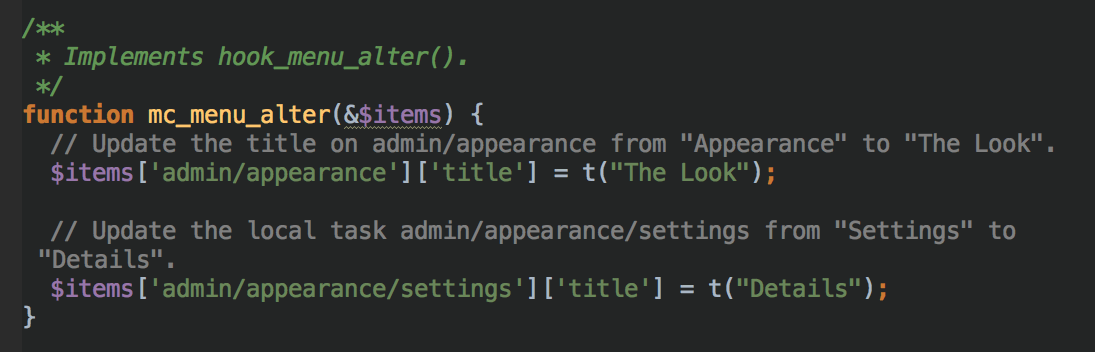 /**
 * Implements hook_menu_alter().
 */
function mc_menu_alter(&$items) {
  // Update the title on admin/appearance from "Appearance" to "The Look".
  $items['admin/appearance']['title'] = t("The Look");

  // Update the local task admin/appearance/settings from "Settings" to
 "Details".
  $items['admin/appearance/settings']['title'] = t("Details");
}